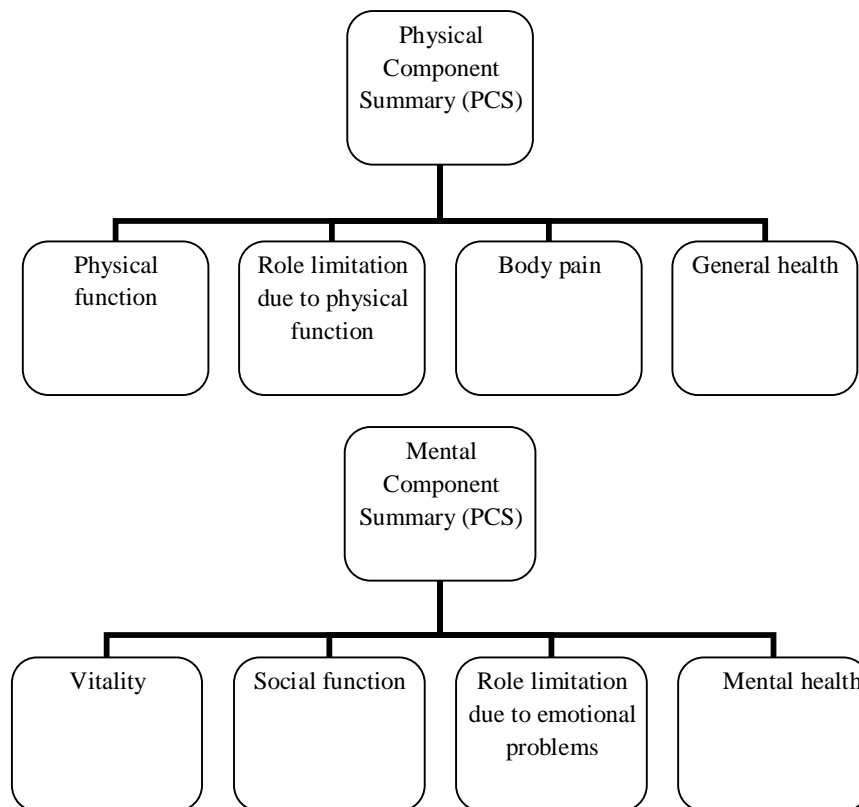 Physical
Component
Summary (PCS)
Physical
function
Role limitation
due to physical
function
Body pain
General health
Mental
Component
Summary (PCS)
Vitality
Social function
Role limitation
due to emotional
problems
Mental health